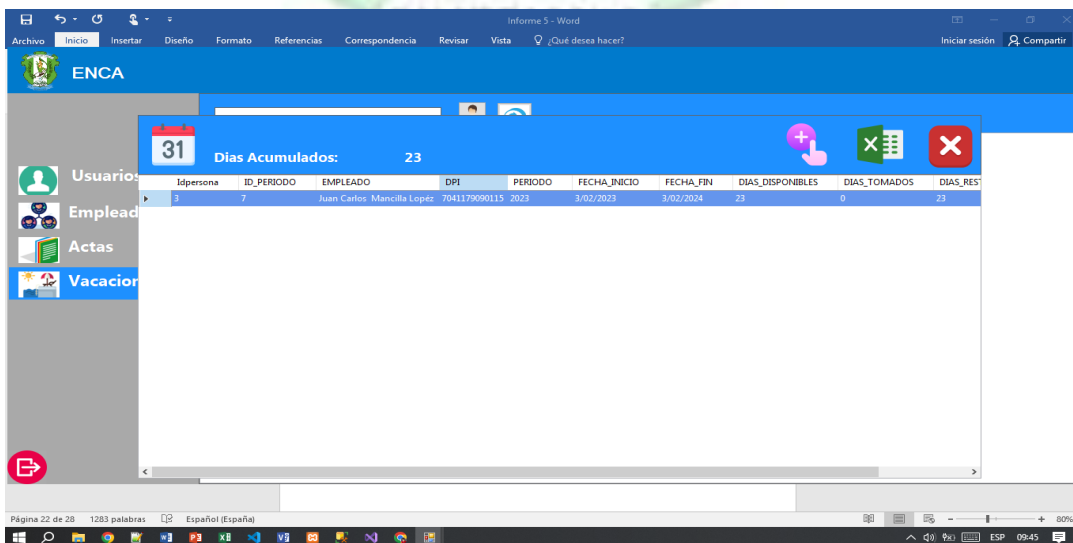 Informe 5 - Word
Archivo Inicio Insertar Diseño Formato Referencias Correspondencia Revisar Vista ¿Qué desea hacer? Iniciar sesión Compartir
ENCA
31 Dias Acumulados: 23
Usuarios
Emplead
Actas
Vacacion
Idpersona ID_PERIODO EMPLEADO DPI PERIODO FECHA_INICIO FECHA_FIN DIAS_DISPONIBLES DIAS_TOMADOS DIAS_REST
3 7 Juan Carlos Mancilla Lopéz 7041179090115 2023 3/02/2023 3/02/2024 23 0 23
Página 22 de 28 1283 palabras Español (España) 80%
ESP 09:45